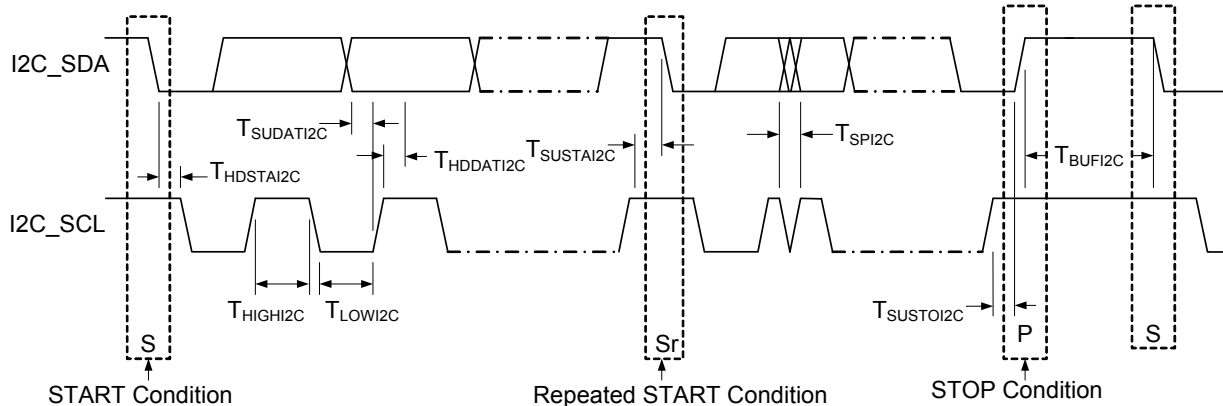 I2C_SDA
T_SUDATI2C
T_SPI2C
T_HDDATI2C
T_SUSTAI2C
T_BUFI2C
T_HDSTAI2C
I2C_SCL
T_HIGHI2C
T_LOWI2C
T_SUSTOI2C
S
Sr
P
S
START Condition
Repeated START Condition
STOP Condition